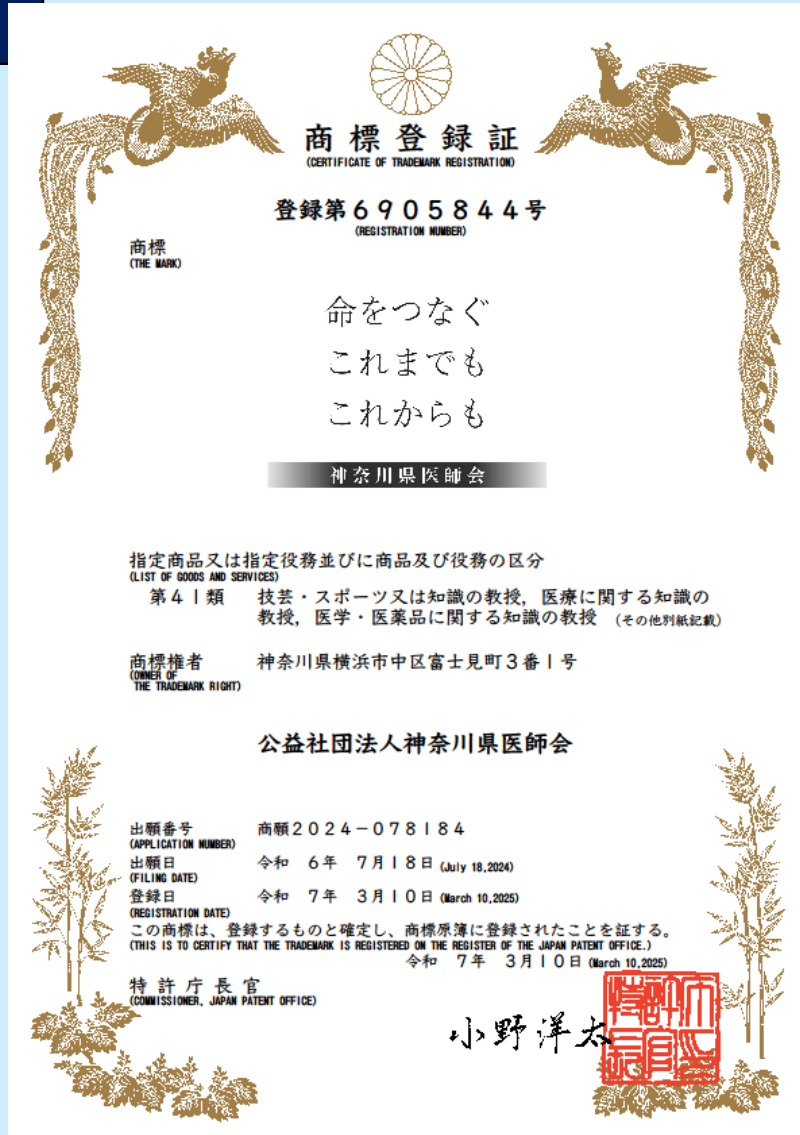 商標登録証
(CERTIFICATE OF TRADEMARK REGISTRATION)
登録第6905844号
(REGISTRATION NUMBER)
商標
(THE MARK)
命をつなぐ
これまでも
これからも
神奈川県医師会
指定商品又は指定役務並びに商品及び役務の区分
(LIST OF GOODS AND SERVICES)
第41類 技芸・スポーツ又は知識の教授,医療に関する知識の
教授,医学・医薬品に関する知識の教授 (その他別紙記載)
商標権者 神奈川県横浜市中区富士見町3番1号
(OWNER OF
THE TRADEMARK RIGHT)
公益社団法人神奈川県医師会
出願番号 商願2024-078184
(APPLICATION NUMBER)
出願日 令和 6年 7月18日 (July 18,2024)
(FILING DATE)
登録日 令和 7年 3月10日 (March 10,2025)
(REGISTRATION DATE)
この商標は、登録するものと確定し、商標原簿に登録されたことを証する。
(THIS IS TO CERTIFY THAT THE TRADEMARK IS REGISTERED ON THE REGISTER OF THE JAPAN PATENT OFFICE.)
令和 7年 3月10日 (March 10,2025)
特許庁長官
(COMMISSIONER, JAPAN PATENT OFFICE)
小野洋太
特許庁長官之印